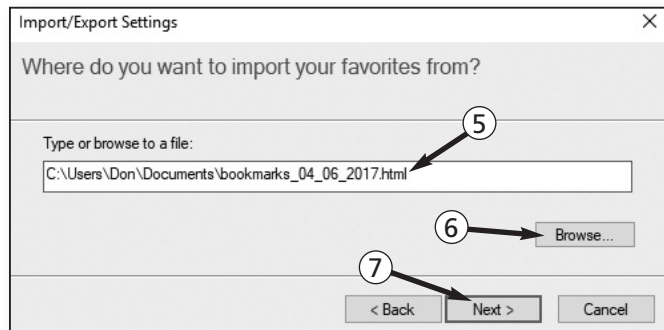 Import/Export Settings
Where do you want to import your favorites from?
5
Type or browse to a file:
C:\Users\Don\Documents\bookmarks_04_06_2017.html
6
Browse...
7
< Back
Next >
Cancel